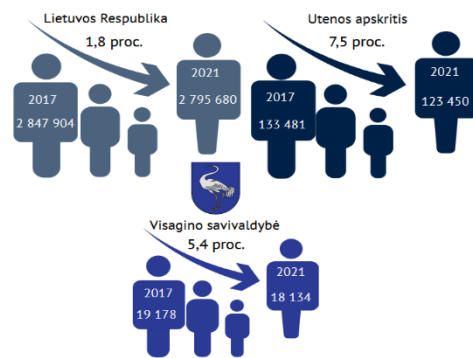 Lietuvos Respublika
1,8 proc.
2017
2 847 904
2021
2 795 680
Utenos apskritis
7,5 proc.
2017
133 481
2021
123 450
Visagino savivaldybė
5,4 proc.
2017
19 178
2021
18 134